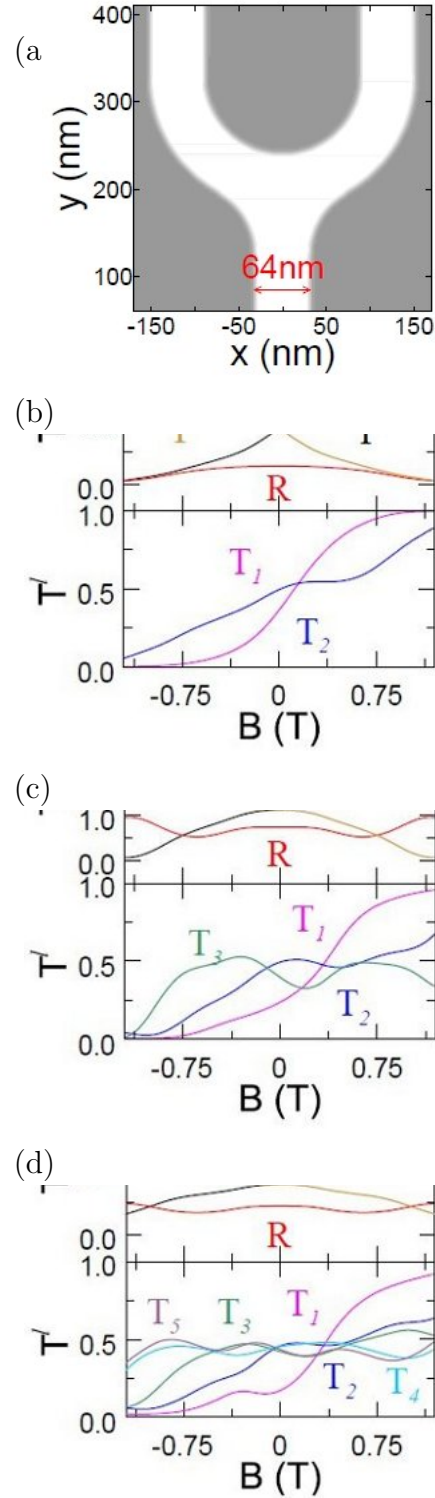 (a
400
300
200
100
y (nm)
64nm
-150
-50
0
50
150
x (nm)
(b)
0.0
R
1.0
T₁
0.5
T₂
0.0
-0.75
0
0.75
B (T)
(c)
1.0
0.0
R
1.0
T₁
T₃
0.5
T₂
0.0
-0.75
0
0.75
B (T)
(d)
0.0
R
1.0
T₅
T₃
T₁
0.5
T₂
T₄
0.0
-0.75
0
0.75
B (T)